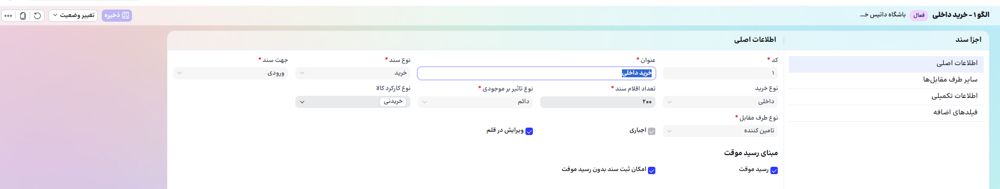 الگو ۱ - خرید داخلی فعال باشگاه داتیس خ... ذخیره تغییر وضعیت
اجزا سند
اطلاعات اصلی
سایر طرف مقابل‌ها
اطلاعات تکمیلی
فیلدهای اضافه
اطلاعات اصلی
کد * عنوان * نوع سند * جهت سند *
۱ خرید داخلی خرید ورودی
نوع خرید تعداد اقلام سند * نوع تاثیر بر موجودی * نوع کارکرد کالا
داخلی ۲۰۰ دائم خریدنی
نوع طرف مقابل *
تامین کننده اجباری ویرایش در قلم
مبنای رسید موقت
رسید موقت امکان ثبت سند بدون رسید موقت